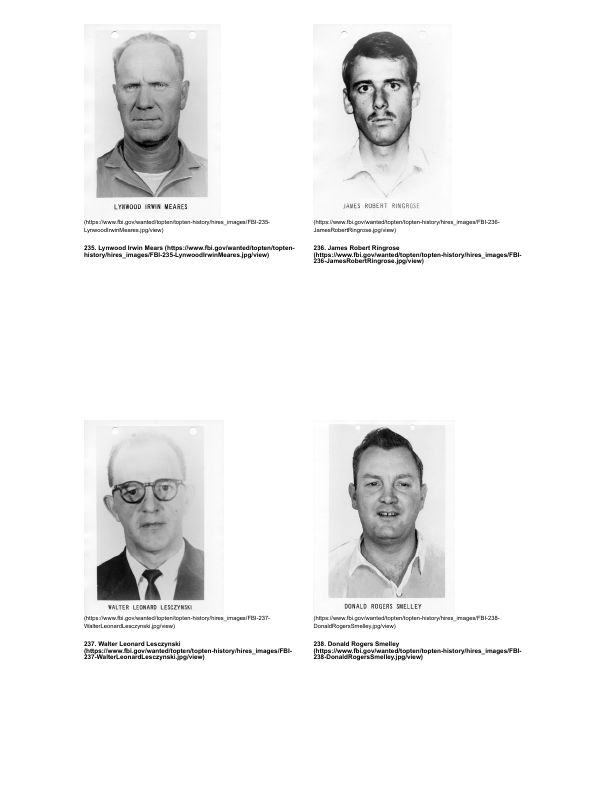 LYNWOOD IRWIN MEARES
(https://www.fbi.gov/wanted/topten/topten-history/hires_images/FBI-235-
LynwoodIrwinMeares.jpg/view)
235. Lynwood Irwin Mears (https://www.fbi.gov/wanted/topten/topten-
history/hires_images/FBI-235-LynwoodIrwinMeares.jpg/view)
JAMES ROBERT RINGROSE
(https://www.fbi.gov/wanted/topten/topten-history/hires_images/FBI-236-
JamesRobertRingrose.jpg/view)
236. James Robert Ringrose
(https://www.fbi.gov/wanted/topten/topten-history/hires_images/FBI-
236-JamesRobertRingrose.jpg/view)
WALTER LEONARD LESCZYNSKI
(https://www.fbi.gov/wanted/topten/topten-history/hires_images/FBI-237-
WalterLeonardLesczynski.jpg/view)
237. Walter Leonard Lesczynski
(https://www.fbi.gov/wanted/topten/topten-history/hires_images/FBI-
237-WalterLeonardLesczynski.jpg/view)
DONALD ROGERS SMELLEY
(https://www.fbi.gov/wanted/topten/topten-history/hires_images/FBI-238-
DonaldRogersSmelley.jpg/view)
238. Donald Rogers Smelley
(https://www.fbi.gov/wanted/topten/topten-history/hires_images/FBI-
238-DonaldRogersSmelley.jpg/view)